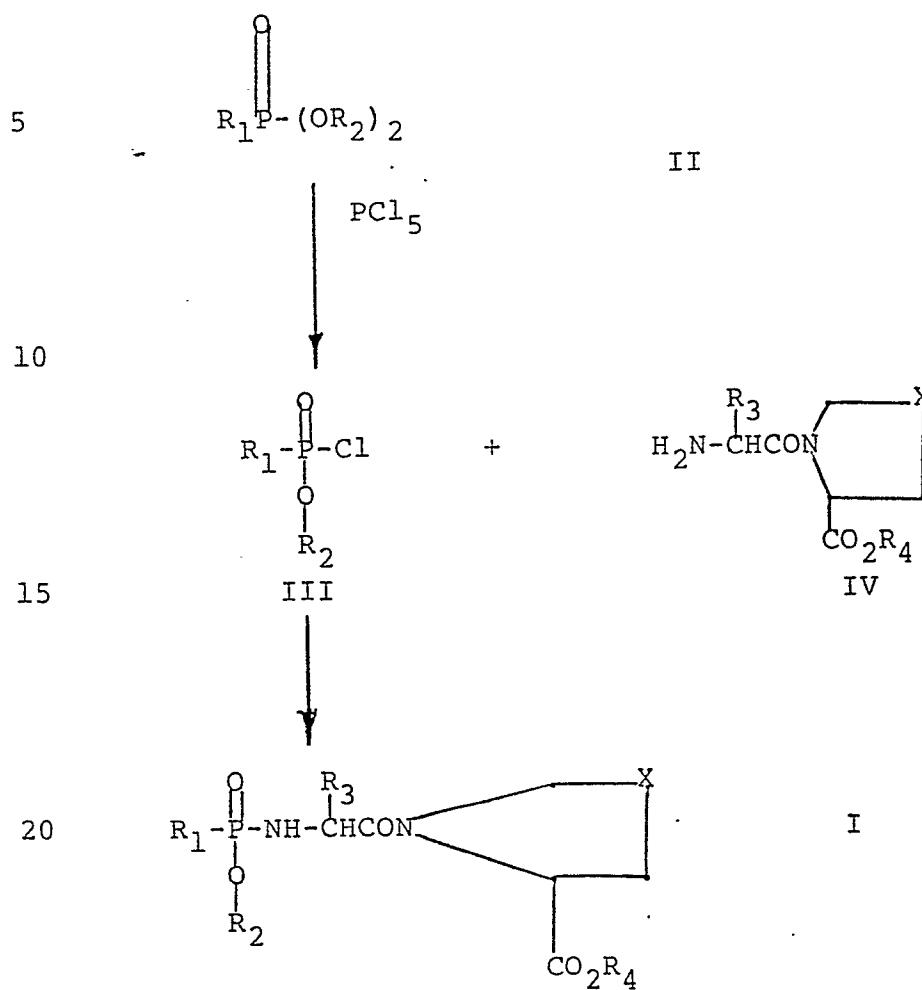 O
5 R1P-(OR2)2
II
PCl5
10
O R3 X
R1-P-Cl + H2N-CHCON
O
R2 CO2R4
15 III IV
O R3 X
20 R1-P-NH-CHCON I
O
R2
CO2R4